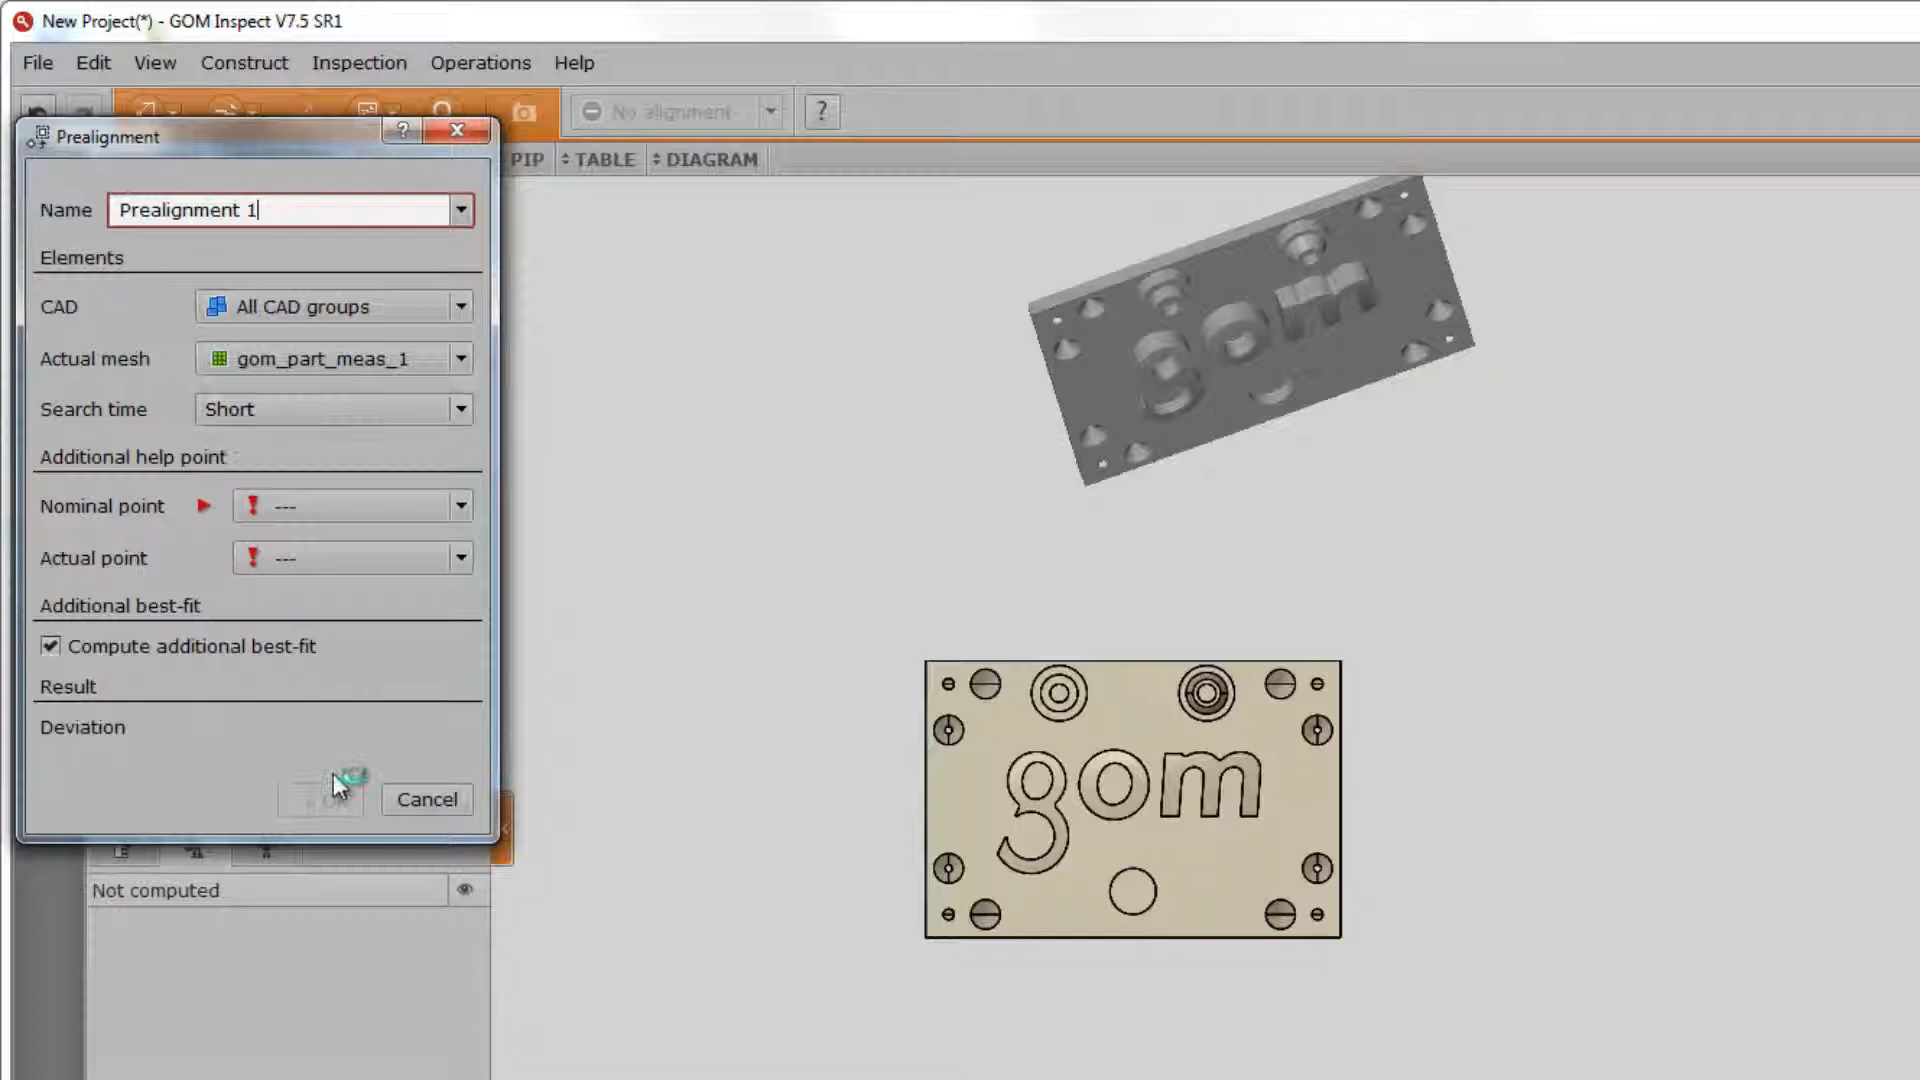 New Project(*) - GOM Inspect V7.5 SR1
File Edit View Construct Inspection Operations Help
No alignment ?
Prealignment ?
PIP TABLE DIAGRAM
Name Prealignment 1
Elements
CAD All CAD groups
Actual mesh gom_part_meas_1
Search time Short
Additional help point
Nominal point ---
Actual point ---
Additional best-fit
Compute additional best-fit
Result
Deviation
Cancel
Not computed
gom
gom